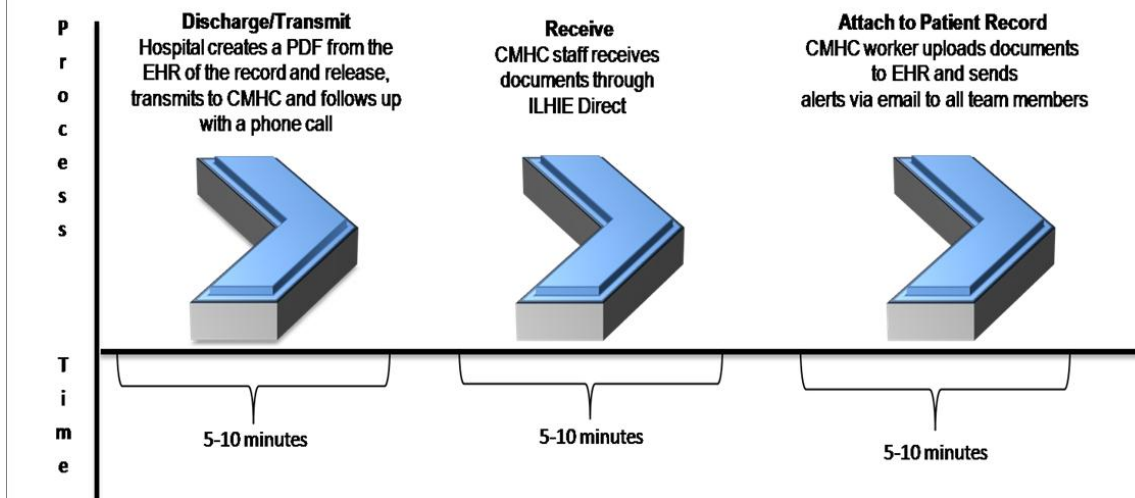 Process
Discharge/Transmit
Hospital creates a PDF from the
EHR of the record and release,
transmits to CMHC and follows up
with a phone call
Receive
CMHC staff receives
documents through
ILHIE Direct
Attach to Patient Record
CMHC worker uploads documents
to EHR and sends
alerts via email to all team members
Time
5-10 minutes
5-10 minutes
5-10 minutes